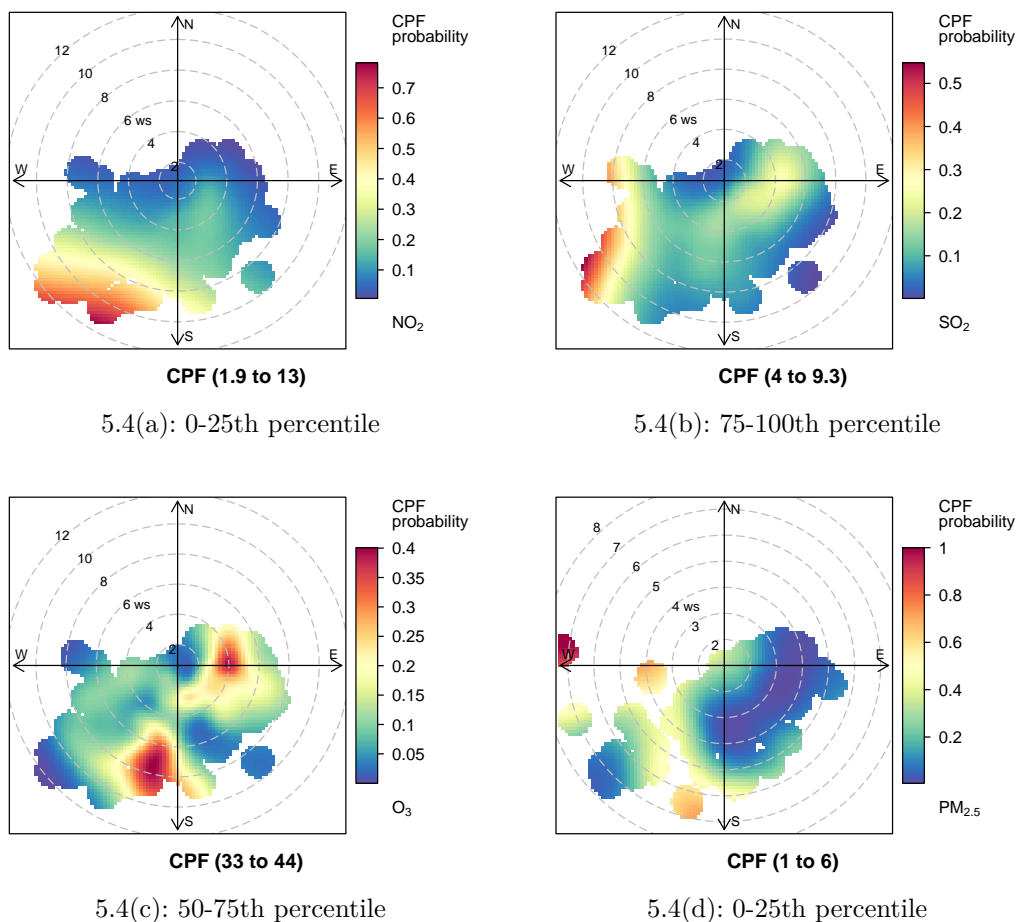 CPF
probability
N
12
10
8
6 ws
4
2
W
E
S
0.7
0.6
0.5
0.4
0.3
0.2
0.1
NO2
CPF (1.9 to 13)
5.4(a): 0-25th percentile
CPF
probability
N
12
10
8
6 ws
4
2
W
E
S
0.5
0.4
0.3
0.2
0.1
SO2
CPF (4 to 9.3)
5.4(b): 75-100th percentile
CPF
probability
N
12
10
8
6 ws
4
2
W
E
S
0.4
0.35
0.3
0.25
0.2
0.15
0.1
0.05
O3
CPF (33 to 44)
5.4(c): 50-75th percentile
CPF
probability
N
8
7
6
5
4 ws
3
2
W
E
S
1
0.8
0.6
0.4
0.2
PM2.5
CPF (1 to 6)
5.4(d): 0-25th percentile